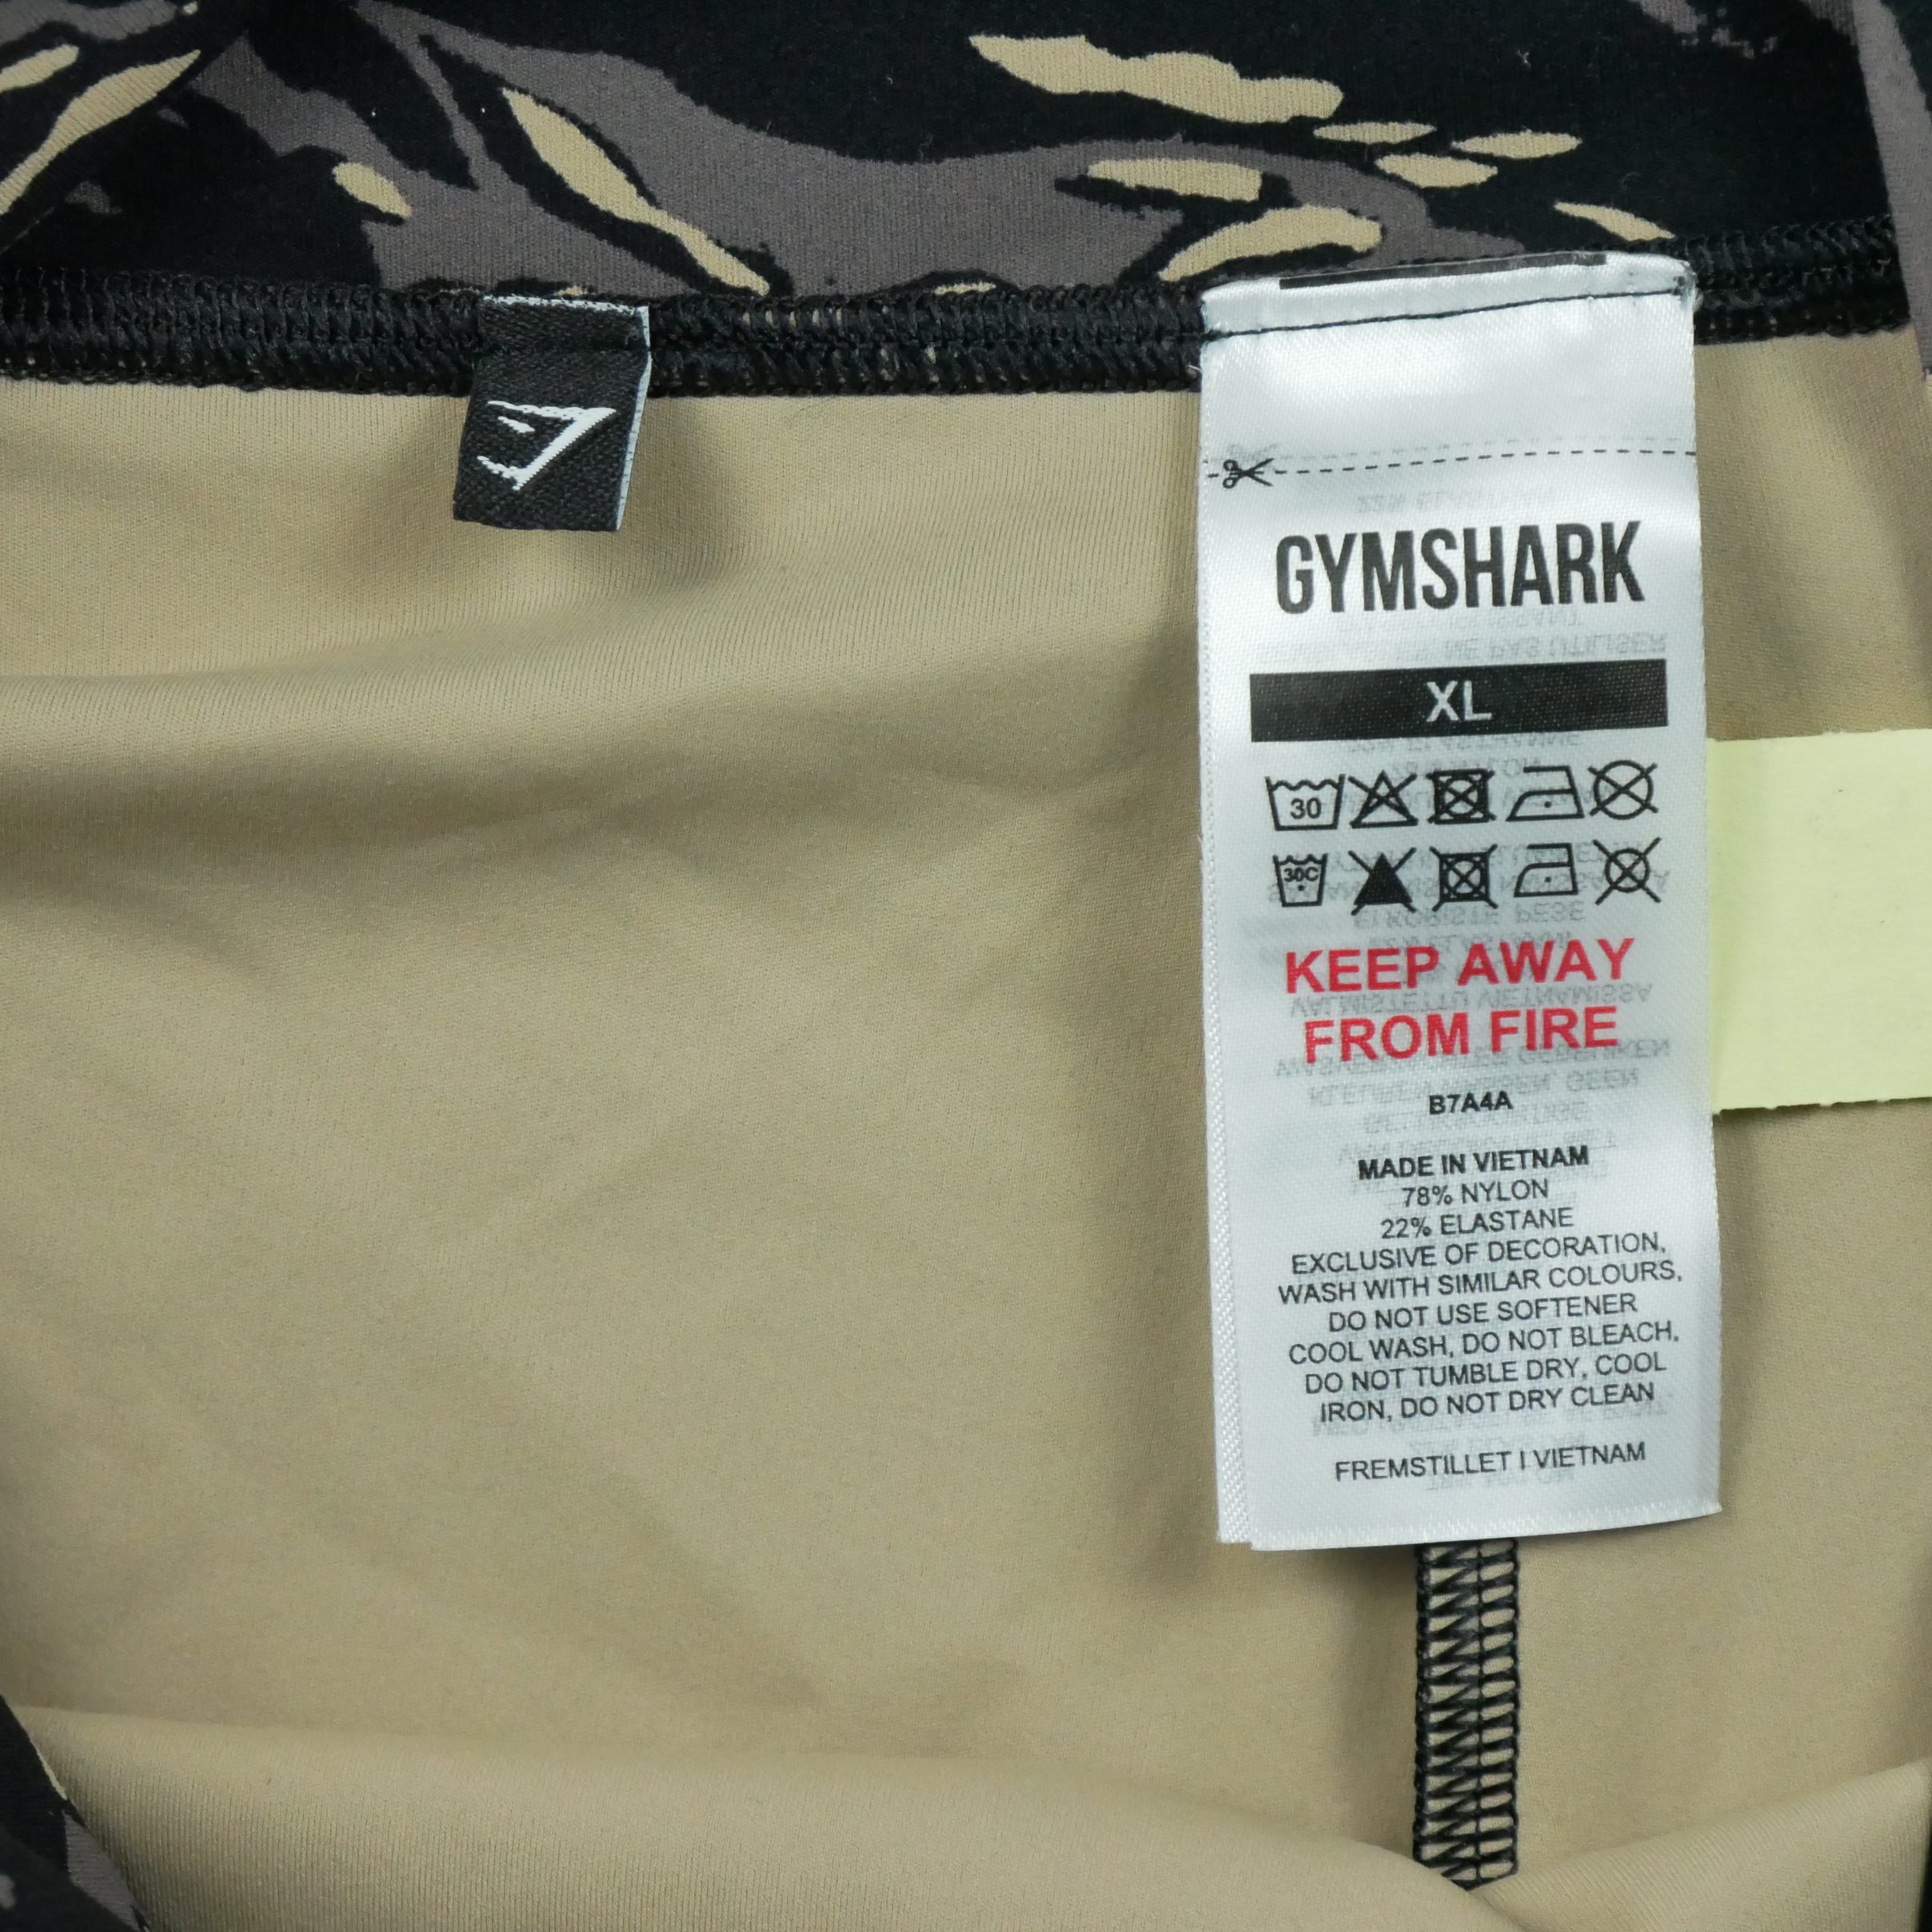 GYMSHARK
XL
30
30C
KEEP AWAY
FROM FIRE
B7A4A
MADE IN VIETNAM
78% NYLON
22% ELASTANE
EXCLUSIVE OF DECORATION,
WASH WITH SIMILAR COLOURS,
DO NOT USE SOFTENER
COOL WASH, DO NOT BLEACH,
DO NOT TUMBLE DRY, COOL
IRON, DO NOT DRY CLEAN
FREMSTILLET I VIETNAM